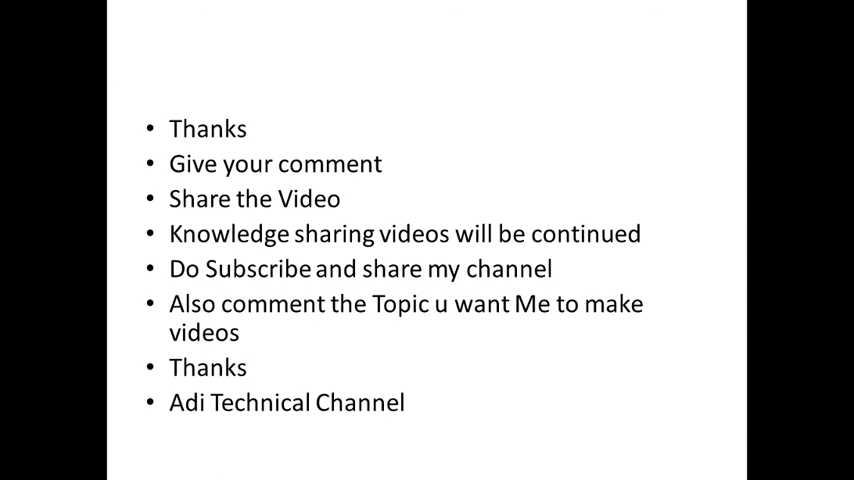 • Thanks
• Give your comment
• Share the Video
• Knowledge sharing videos will be continued
• Do Subscribe and share my channel
• Also comment the Topic u want Me to make
videos
• Thanks
• Adi Technical Channel